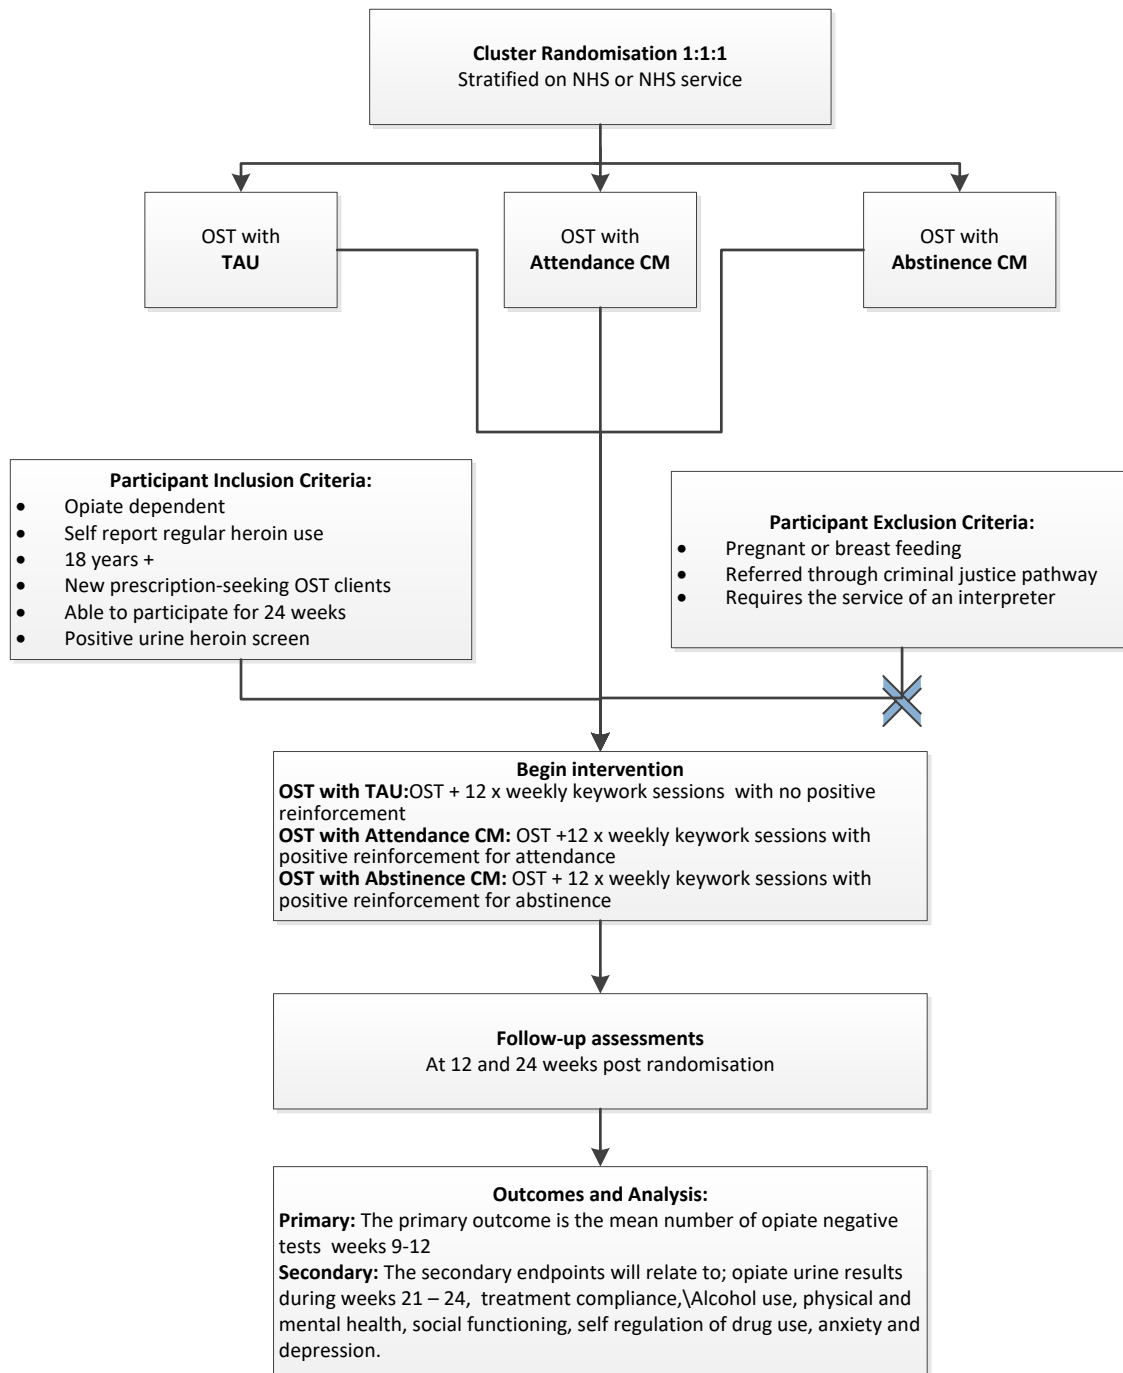 Cluster Randomisation 1:1:1
Stratified on NHS or NHS service
OST with
TAU
OST with
Attendance CM
OST with
Abstinence CM
Participant Inclusion Criteria:
• Opiate dependent
• Self report regular heroin use
• 18 years +
• New prescription-seeking OST clients
• Able to participate for 24 weeks
• Positive urine heroin screen
Participant Exclusion Criteria:
• Pregnant or breast feeding
• Referred through criminal justice pathway
• Requires the service of an interpreter
Begin intervention
OST with TAU:OST + 12 x weekly keywork sessions with no positive
reinforcement
OST with Attendance CM: OST +12 x weekly keywork sessions with
positive reinforcement for attendance
OST with Abstinence CM: OST + 12 x weekly keywork sessions with
positive reinforcement for abstinence
Follow-up assessments
At 12 and 24 weeks post randomisation
Outcomes and Analysis:
Primary: The primary outcome is the mean number of opiate negative
tests weeks 9-12
Secondary: The secondary endpoints will relate to; opiate urine results
during weeks 21 – 24, treatment compliance,\Alcohol use, physical and
mental health, social functioning, self regulation of drug use, anxiety and
depression.